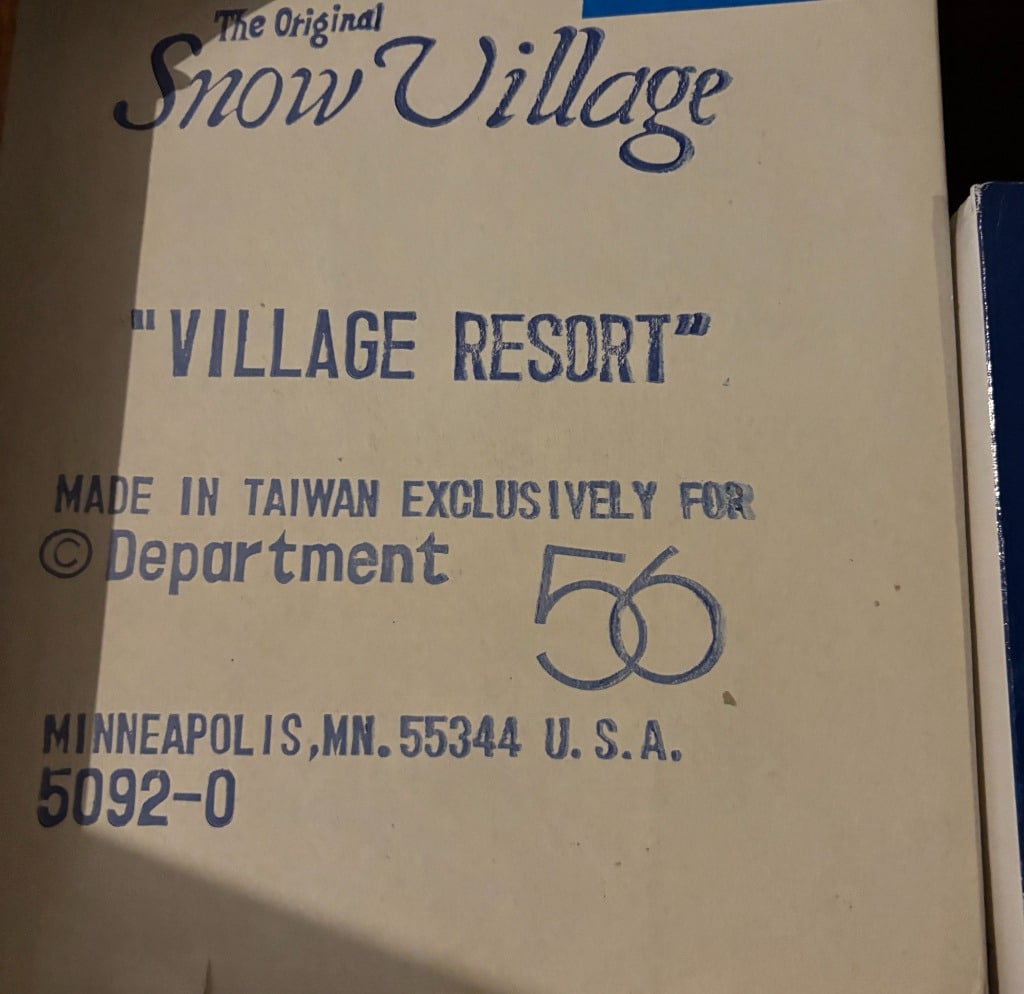 The Original
Snow Village
"VILLAGE RESORT"
MADE IN TAIWAN EXCLUSIVELY FOR
© Department 56
MINNEAPOLIS,MN.55344 U.S.A.
5092-0